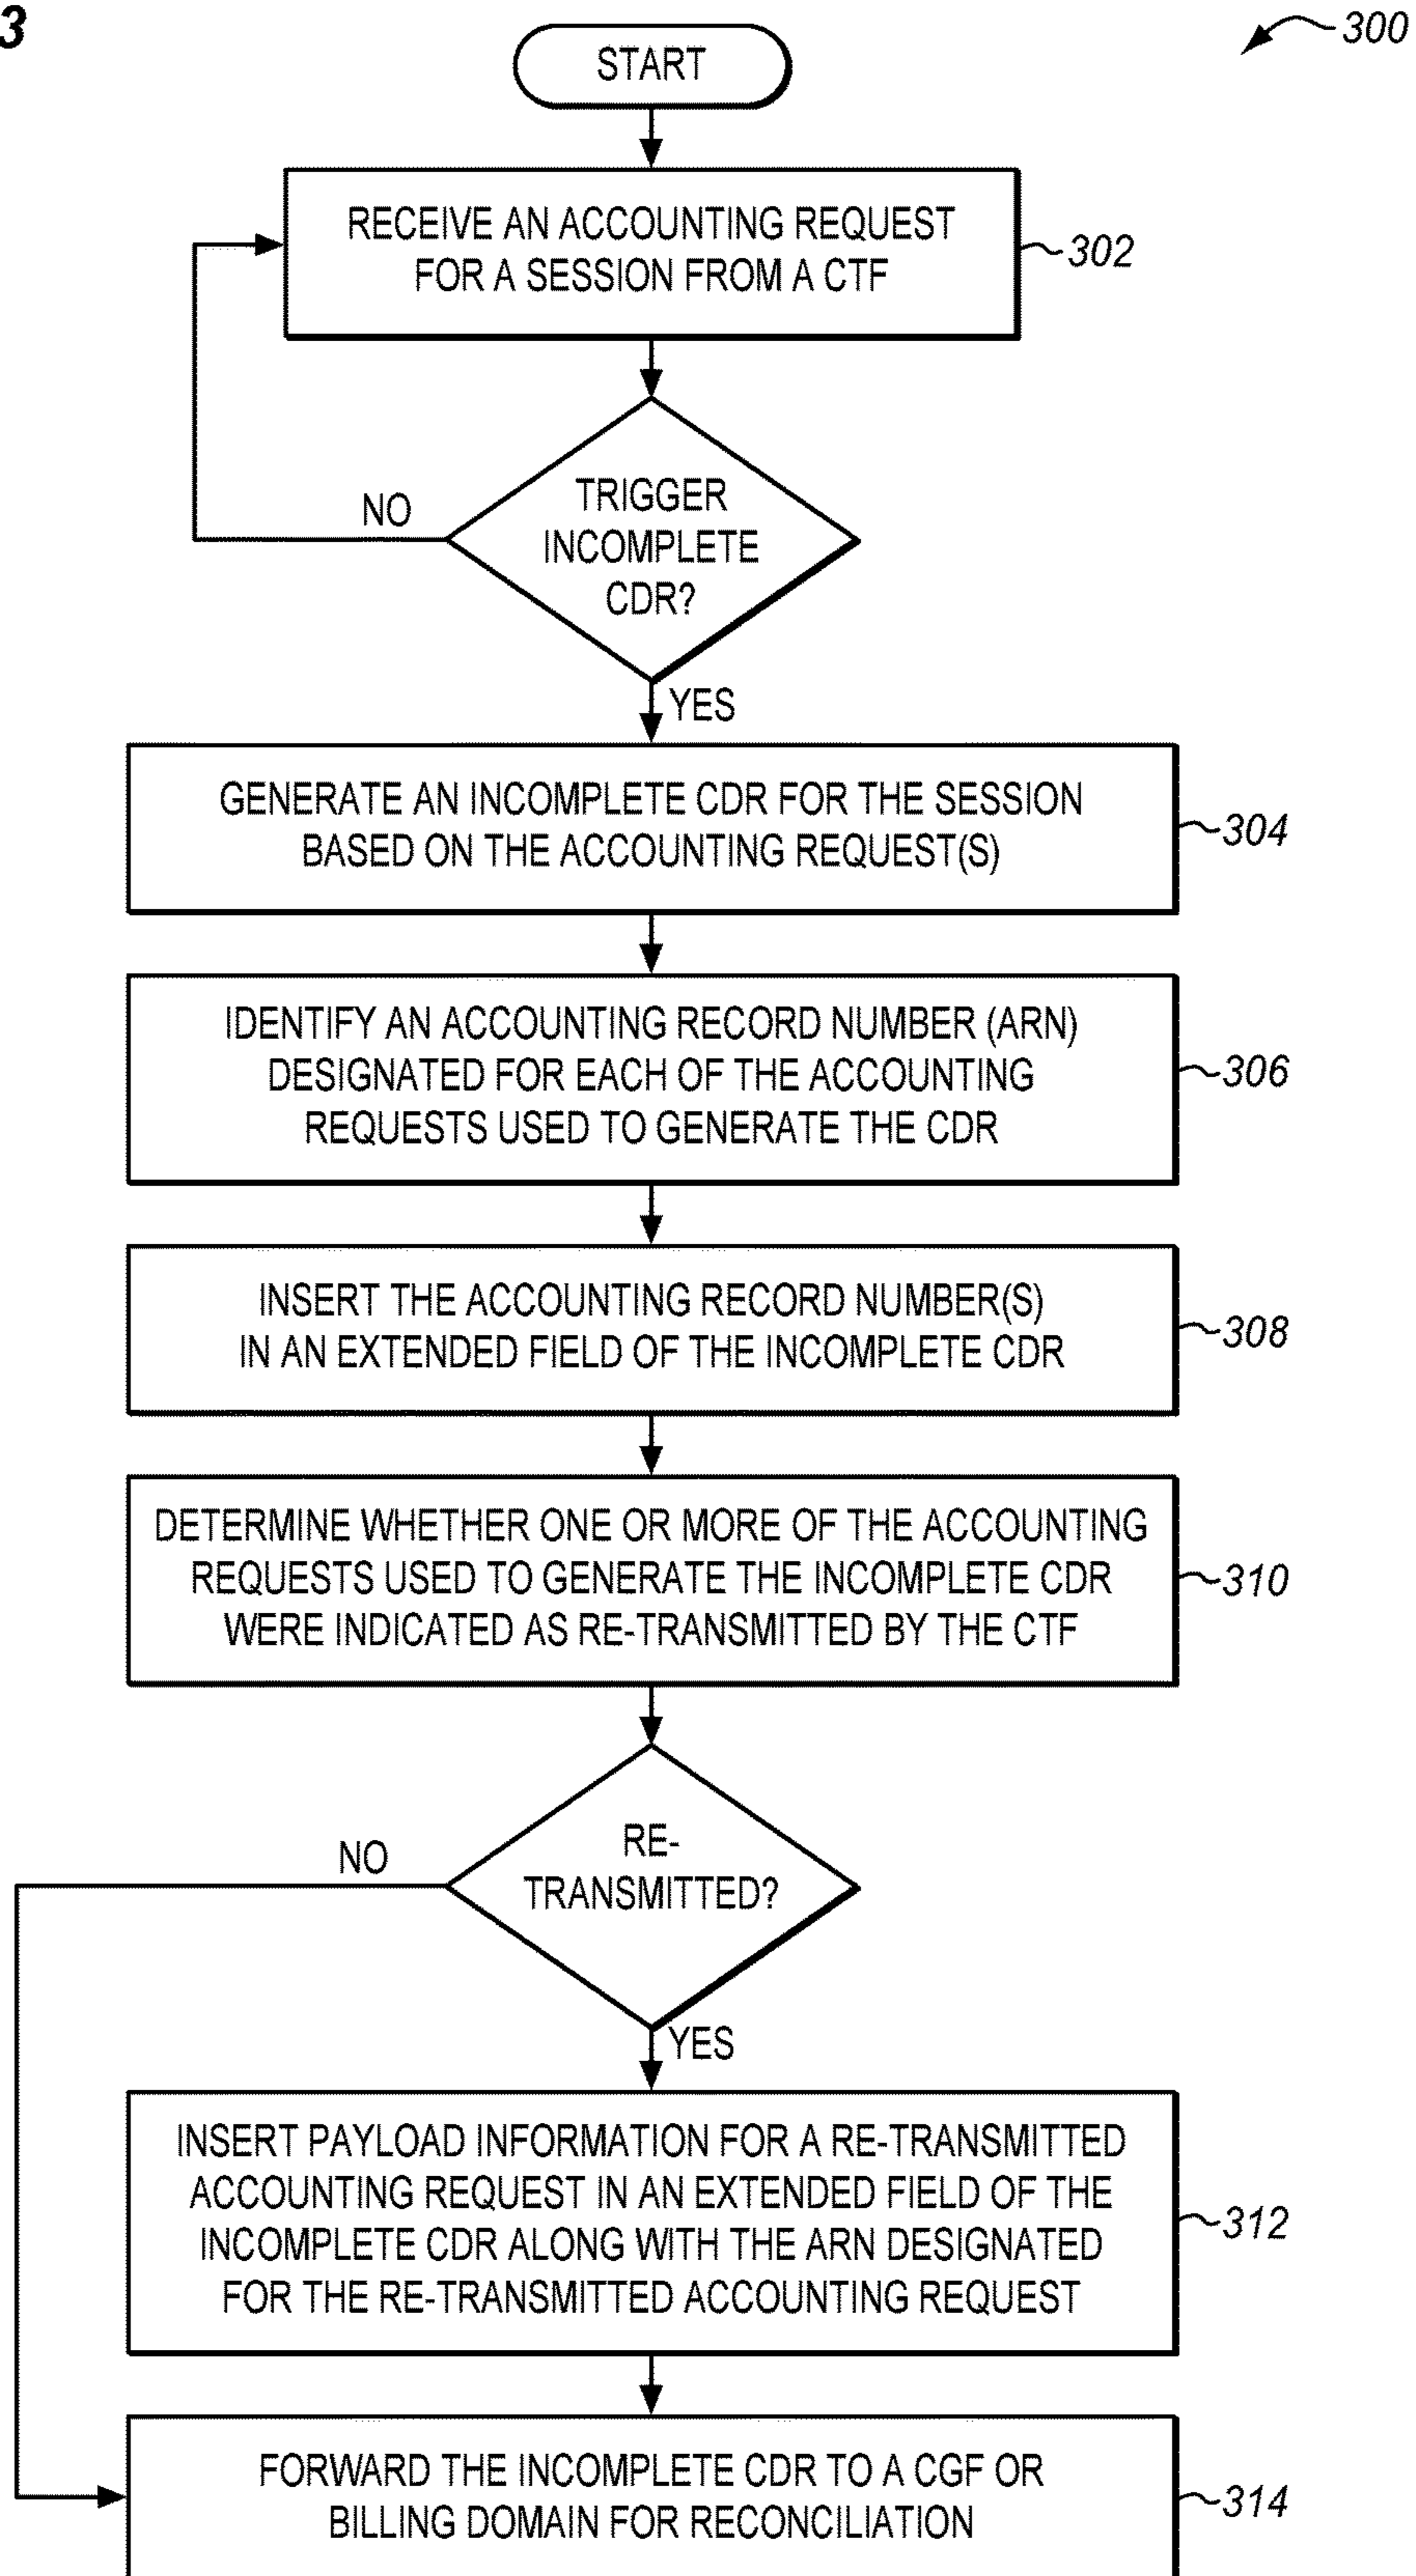 3
300
START
RECEIVE AN ACCOUNTING REQUEST
FOR A SESSION FROM A CTF
302
TRIGGER
INCOMPLETE
CDR?
NO
YES
GENERATE AN INCOMPLETE CDR FOR THE SESSION
BASED ON THE ACCOUNTING REQUEST(S)
304
IDENTIFY AN ACCOUNTING RECORD NUMBER (ARN)
DESIGNATED FOR EACH OF THE ACCOUNTING
REQUESTS USED TO GENERATE THE CDR
306
INSERT THE ACCOUNTING RECORD NUMBER(S)
IN AN EXTENDED FIELD OF THE INCOMPLETE CDR
308
DETERMINE WHETHER ONE OR MORE OF THE ACCOUNTING
REQUESTS USED TO GENERATE THE INCOMPLETE CDR
WERE INDICATED AS RE-TRANSMITTED BY THE CTF
310
RE-
TRANSMITTED?
NO
YES
INSERT PAYLOAD INFORMATION FOR A RE-TRANSMITTED
ACCOUNTING REQUEST IN AN EXTENDED FIELD OF THE
INCOMPLETE CDR ALONG WITH THE ARN DESIGNATED
FOR THE RE-TRANSMITTED ACCOUNTING REQUEST
312
FORWARD THE INCOMPLETE CDR TO A CGF OR
BILLING DOMAIN FOR RECONCILIATION
314